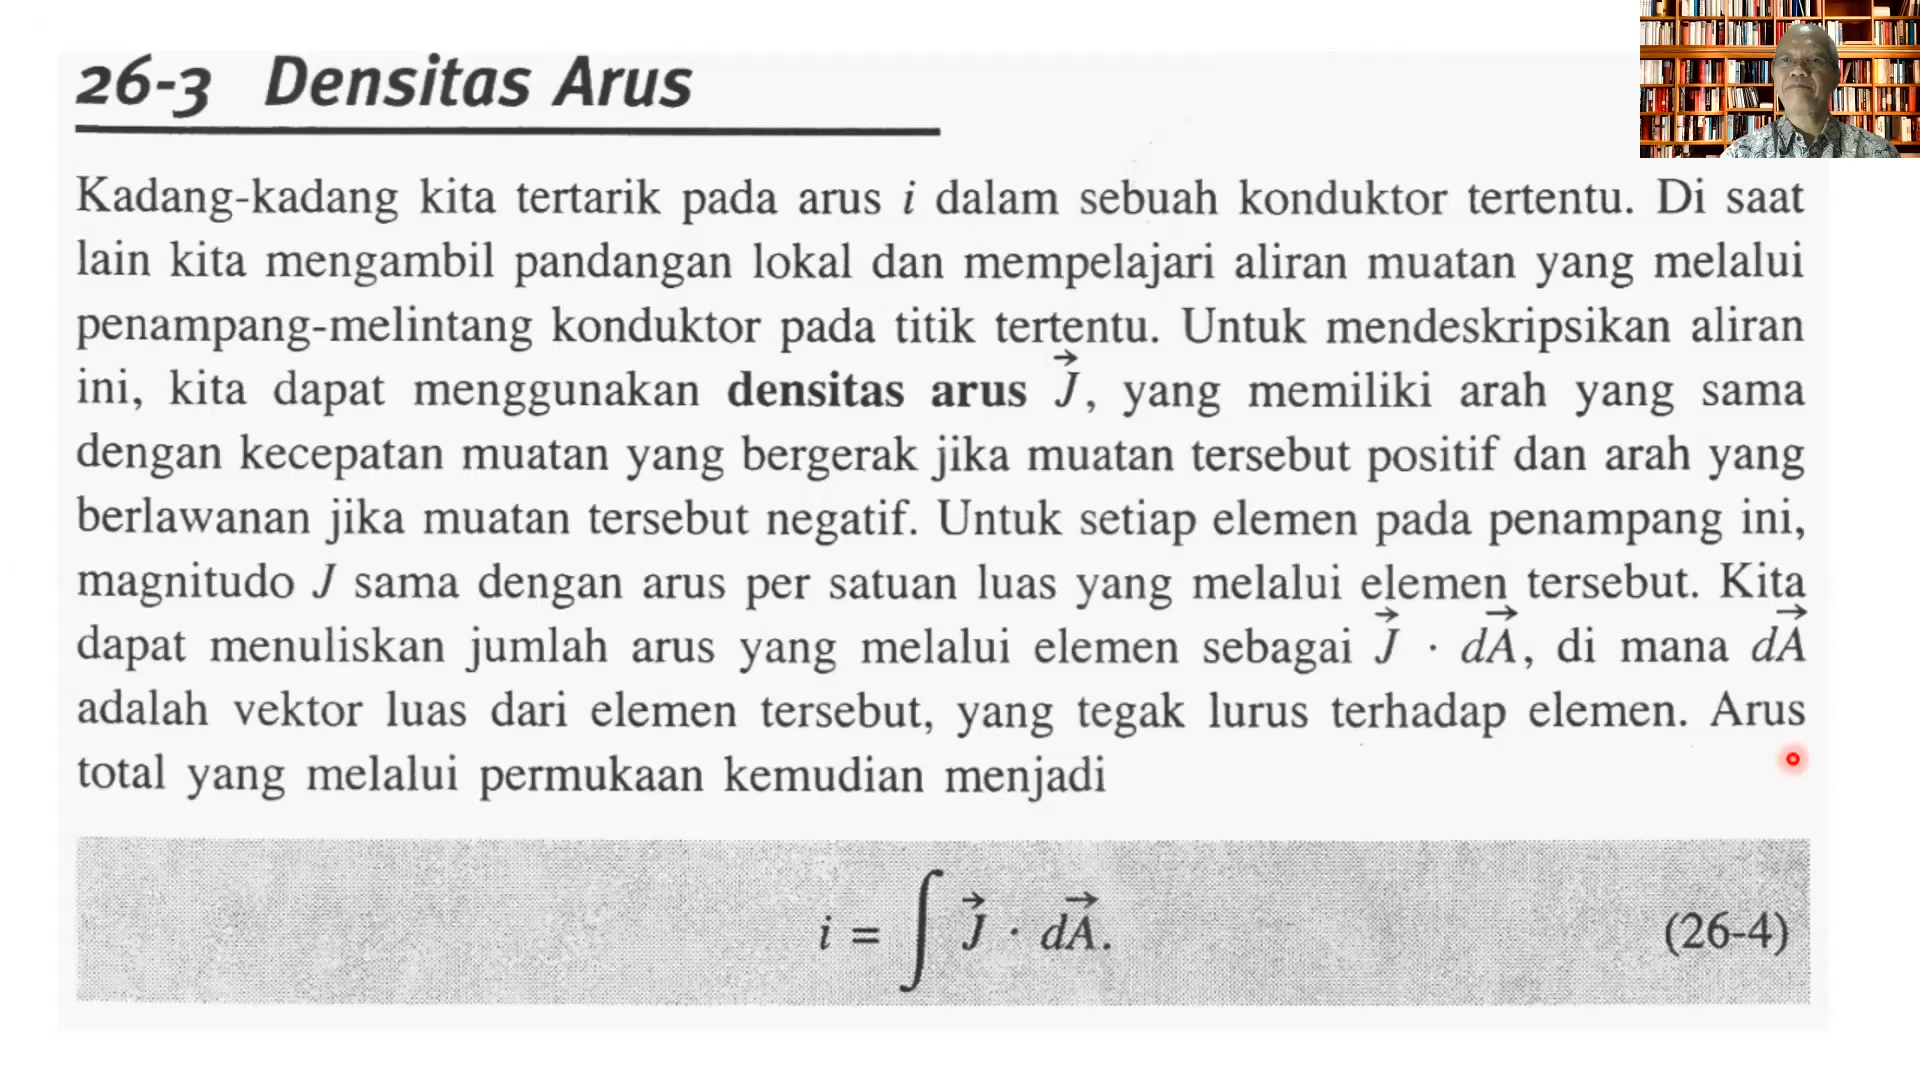 26-3 Densitas Arus
Kadang-kadang kita tertarik pada arus i dalam sebuah konduktor tertentu. Di saat
lain kita mengambil pandangan lokal dan mempelajari aliran muatan yang melalui
penampang-melintang konduktor pada titik tertentu. Untuk mendeskripsikan aliran
ini, kita dapat menggunakan densitas arus J⃗, yang memiliki arah yang sama
dengan kecepatan muatan yang bergerak jika muatan tersebut positif dan arah yang
berlawanan jika muatan tersebut negatif. Untuk setiap elemen pada penampang ini,
magnitudo J sama dengan arus per satuan luas yang melalui elemen tersebut. Kita
dapat menuliskan jumlah arus yang melalui elemen sebagai J⃗ · dA⃗, di mana dA⃗
adalah vektor luas dari elemen tersebut, yang tegak lurus terhadap elemen. Arus
total yang melalui permukaan kemudian menjadi
i = ∫ J⃗ · dA⃗. (26-4)